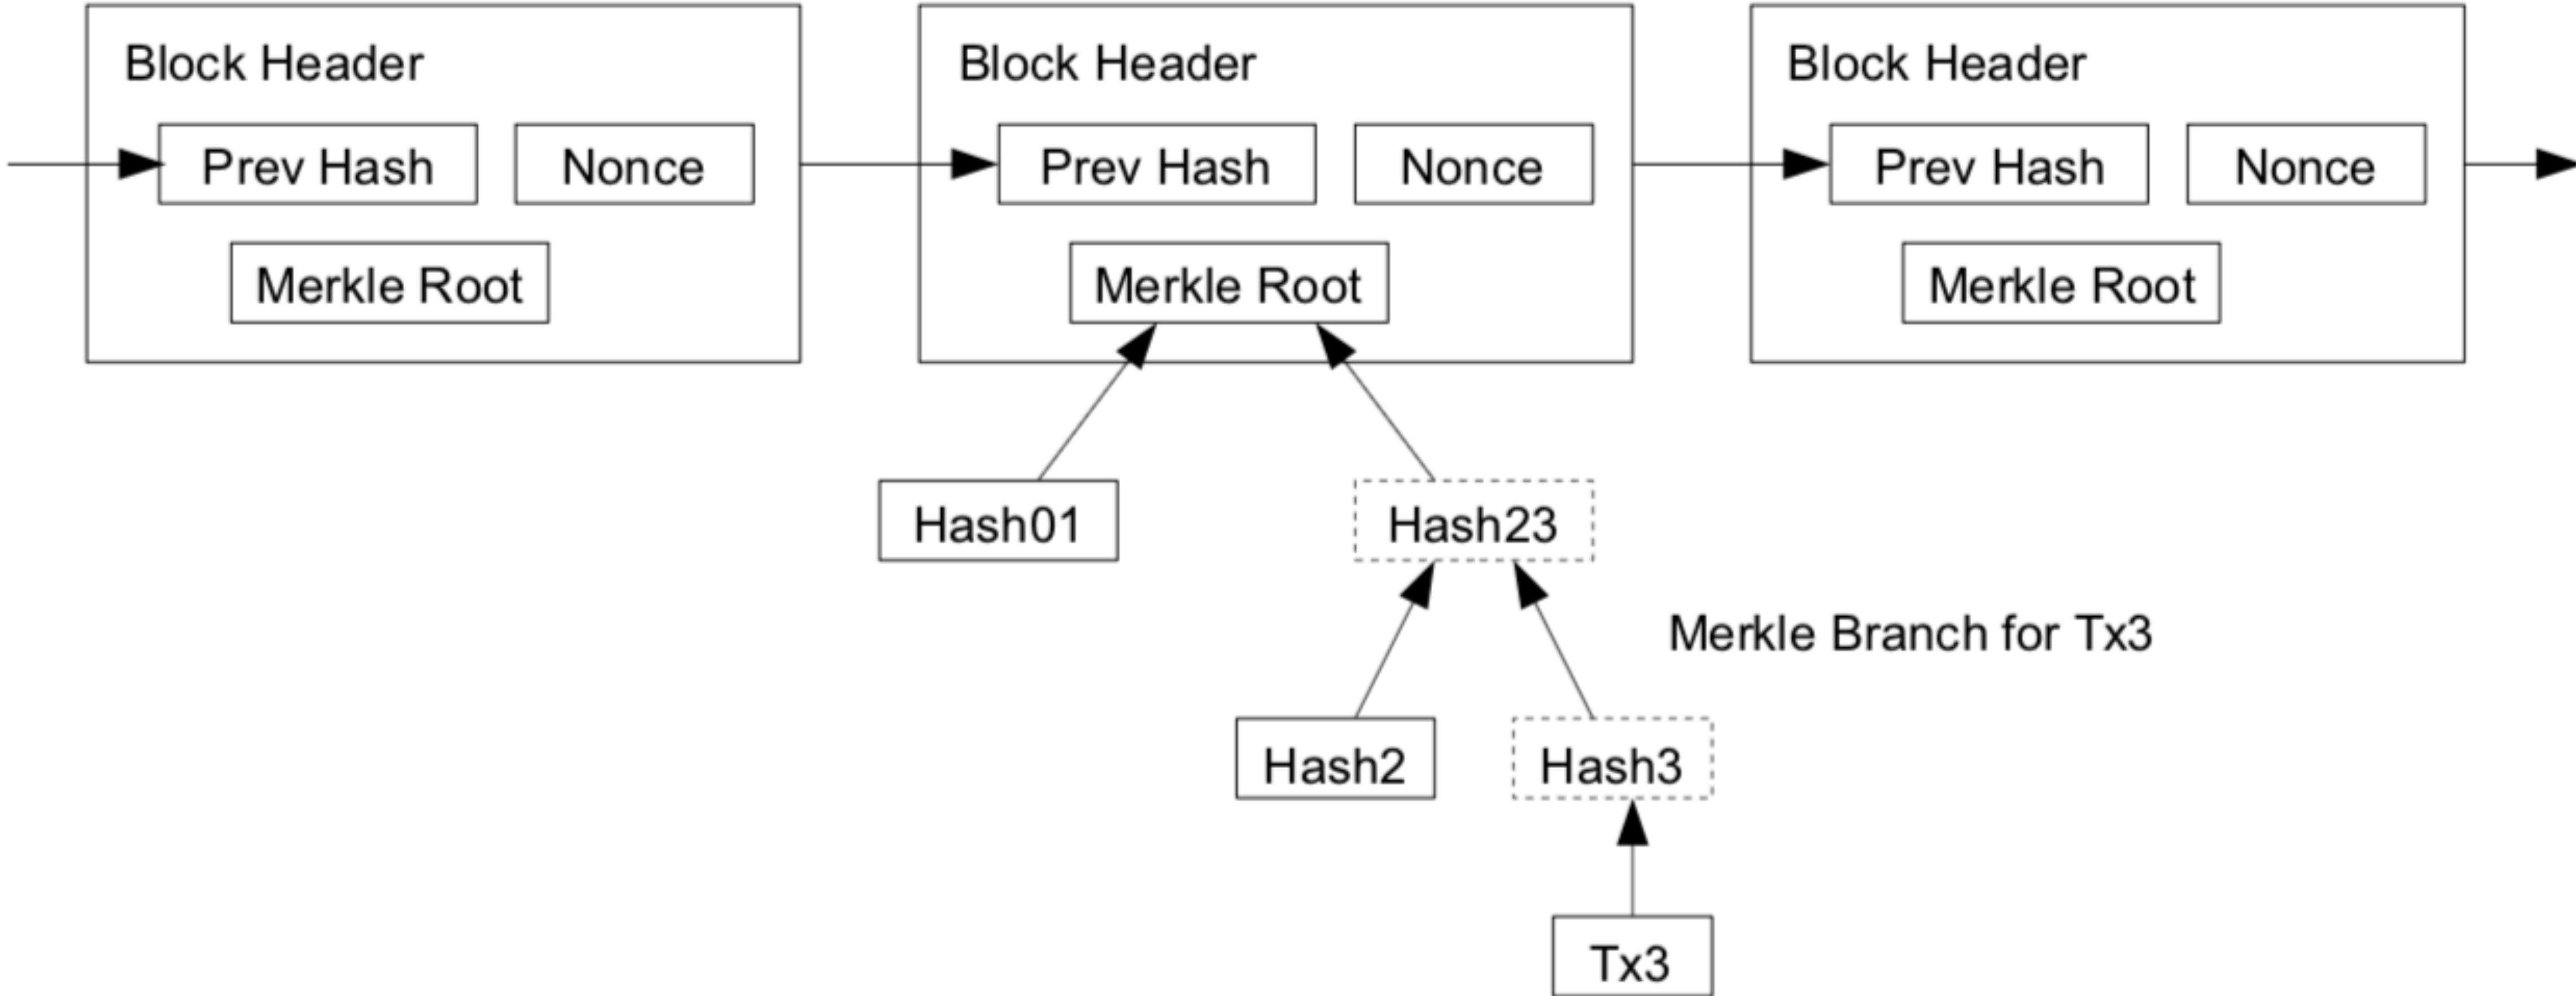 Block Header
Block Header
Block Header
Prev Hash
Nonce
Prev Hash
Nonce
Prev Hash
Nonce
Merkle Root
Merkle Root
Merkle Root
Hash01
Hash23
Merkle Branch for Tx3
Hash2
Hash3
Tx3